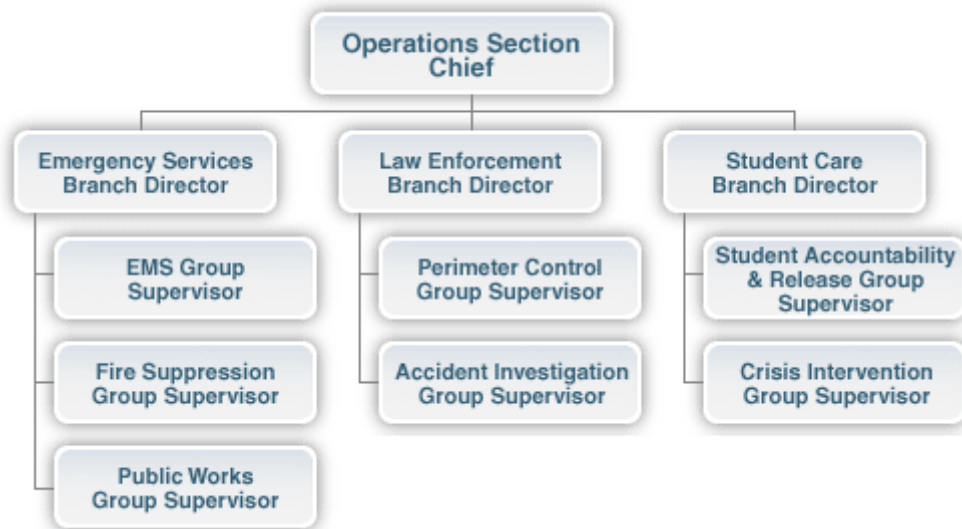 Operations Section
Chief
Emergency Services
Branch Director
Law Enforcement
Branch Director
Student Care
Branch Director
EMS Group
Supervisor
Perimeter Control
Group Supervisor
Student Accountability
& Release Group
Supervisor
Fire Suppression
Group Supervisor
Accident Investigation
Group Supervisor
Crisis Intervention
Group Supervisor
Public Works
Group Supervisor